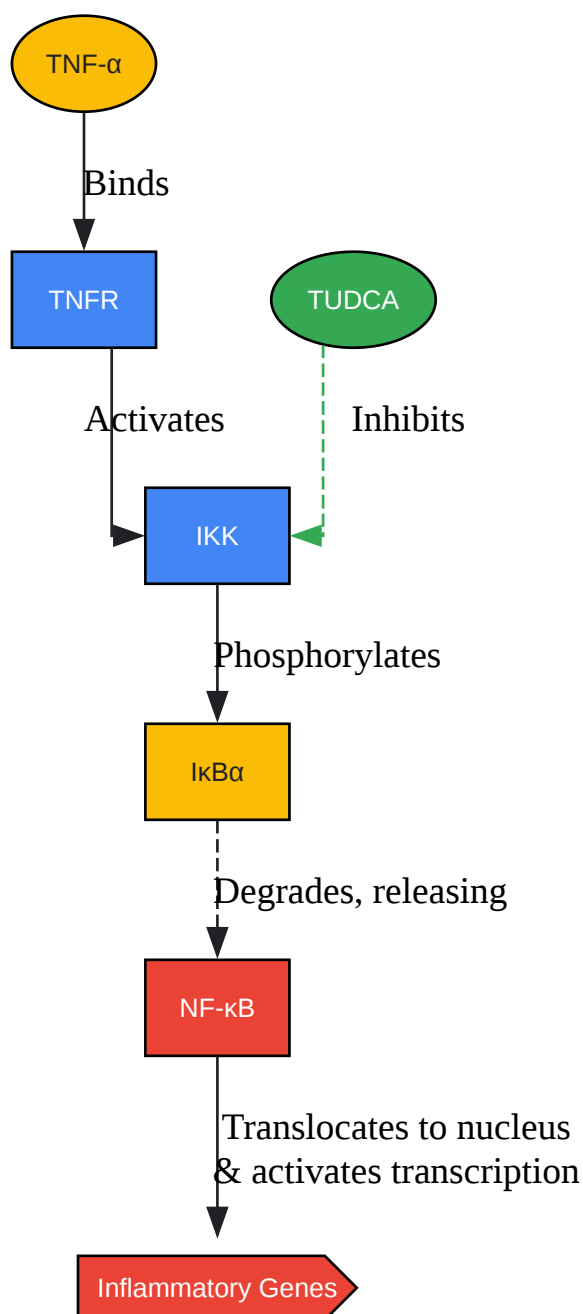 TNF-α
Binds
TNFR
TUDCA
Activates
Inhibits
IKK
Phosphorylates
IκBα
Degrades, releasing
NF-κB
Translocates to nucleus
& activates transcription
Inflammatory Genes